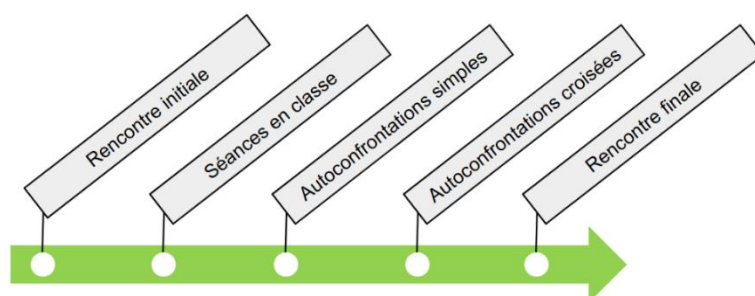 Rencontre initiale
Séances en classe
Autoconfrontations simples
Autoconfrontations croisées
Rencontre finale